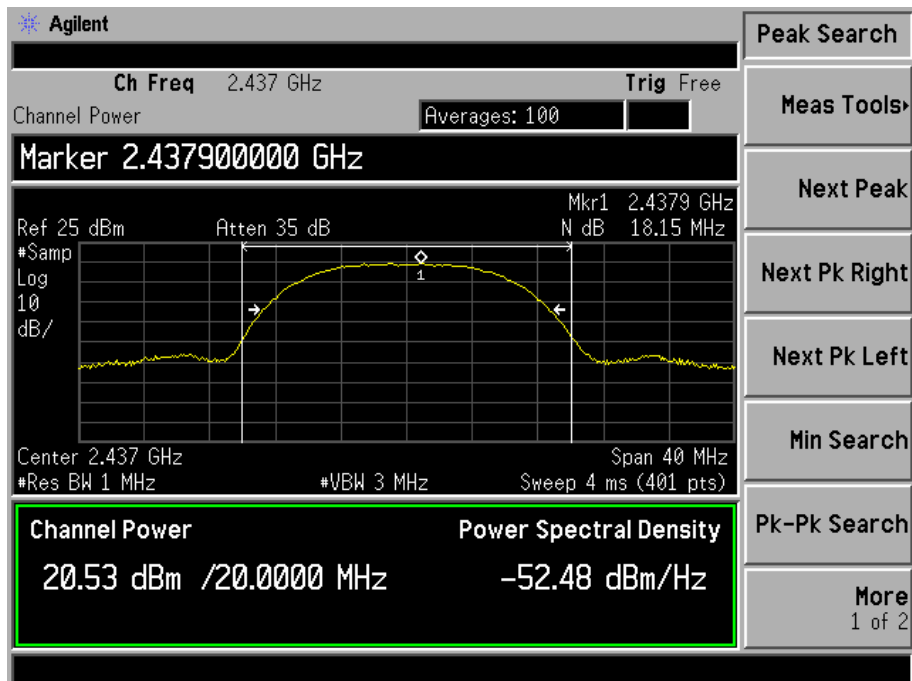 Agilent
Peak Search
Ch Freq 2.437 GHz Trig Free
Channel Power Averages: 100
Meas Tools
Marker 2.437900000 GHz
Next Peak
Mkr1 2.4379 GHz
Ref 25 dBm Atten 35 dB N dB 18.15 MHz
#Samp
Log
10
dB/
1
Next Pk Right
Next Pk Left
Center 2.437 GHz Span 40 MHz
#Res BW 1 MHz #VBW 3 MHz Sweep 4 ms (401 pts)
Min Search
Channel Power Power Spectral Density
20.53 dBm /20.0000 MHz -52.48 dBm/Hz
Pk-Pk Search
More
1 of 2